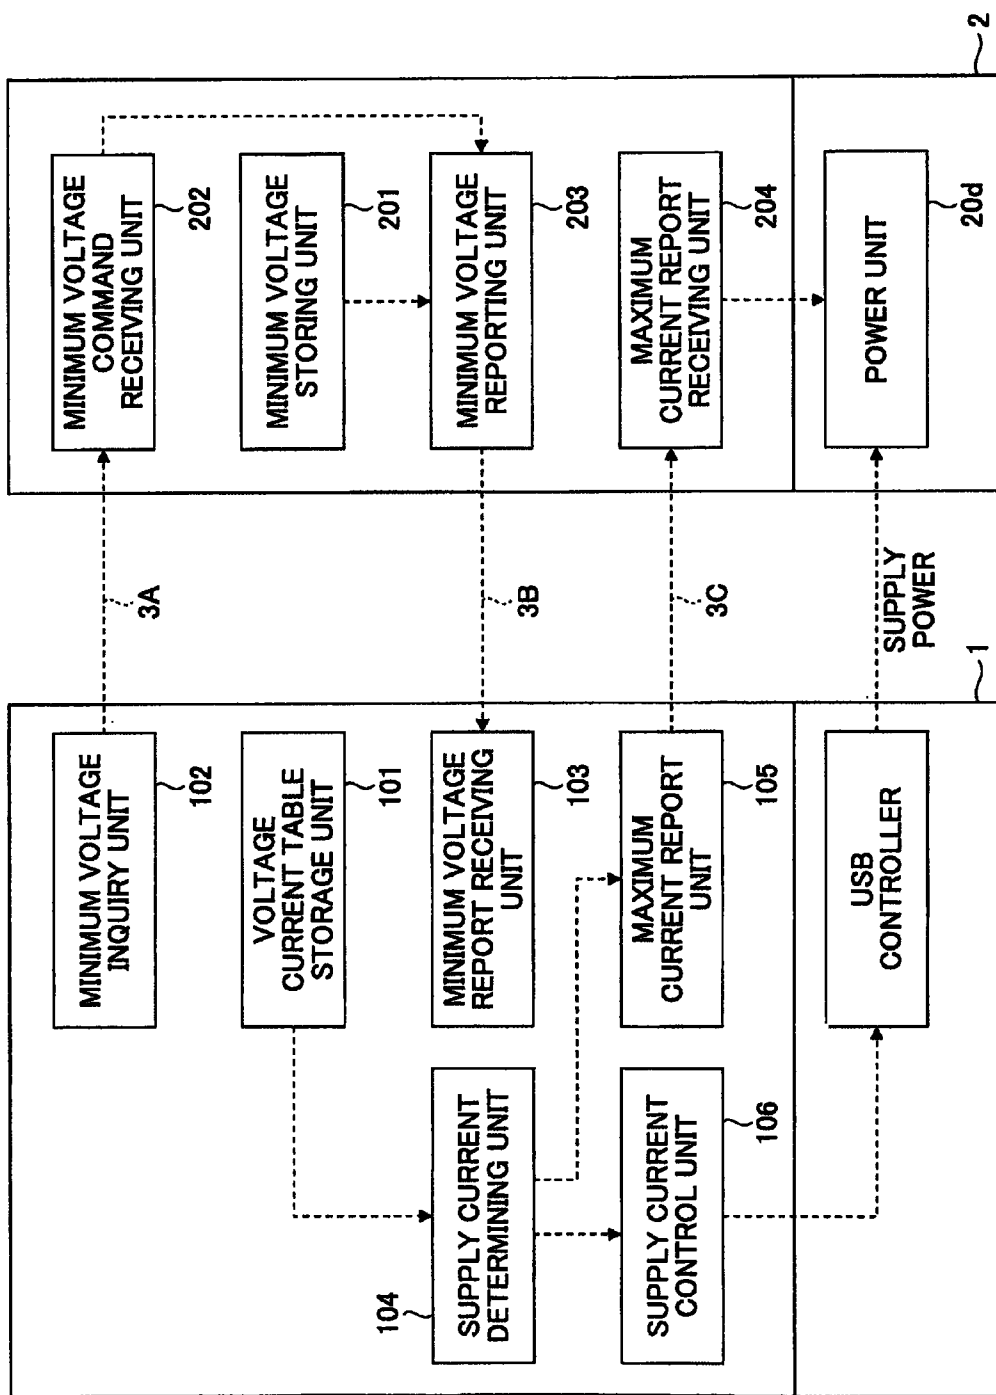 MINIMUM VOLTAGE
INQUIRY UNIT
102
VOLTAGE
CURRENT TABLE
STORAGE UNIT
101
SUPPLY CURRENT
DETERMINING UNIT
104
MINIMUM VOLTAGE
REPORT RECEIVING
UNIT
103
SUPPLY CURRENT
CONTROL UNIT
106
MAXIMUM
CURRENT REPORT
UNIT
105
USB
CONTROLLER
1
3A
3B
3C
SUPPLY
POWER
MINIMUM VOLTAGE
COMMAND
RECEIVING UNIT
202
MINIMUM VOLTAGE
STORING UNIT
201
MINIMUM VOLTAGE
REPORTING UNIT
203
MAXIMUM
CURRENT REPORT
RECEIVING UNIT
204
POWER UNIT
20d
2